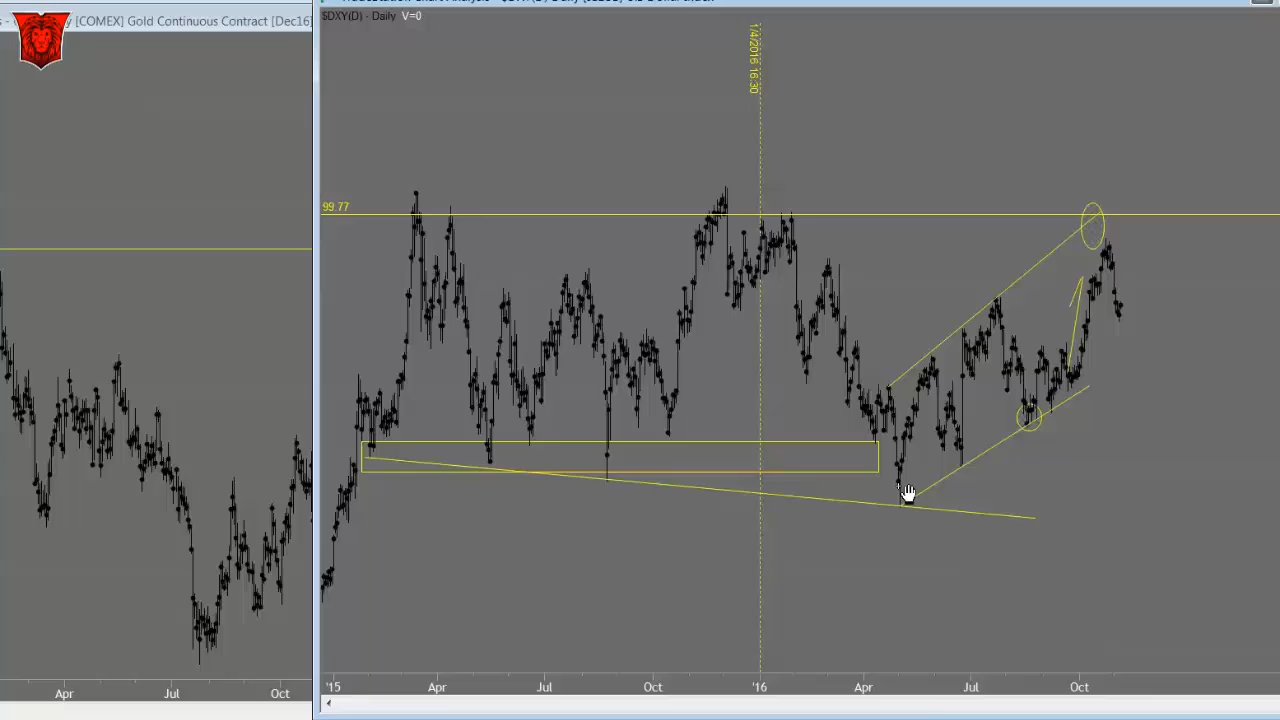 [COMEX] Gold Continuous Contract [Dec16]
$DXY(D) - Daily V=0
1/4/2016 16:30
99.77
Apr Jul Oct
'15 Apr Jul Oct '16 Apr Jul Oct